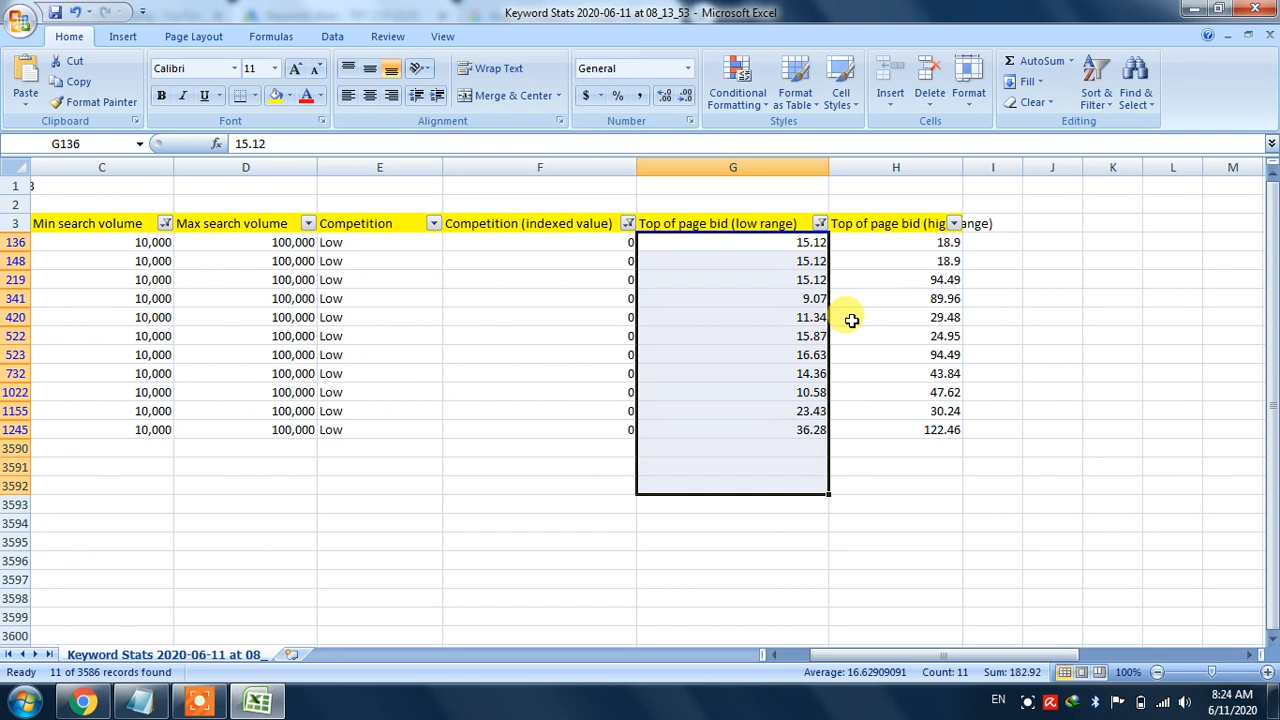 Keyword Stats 2020-06-11 at 08_13_53 - Microsoft Excel
Home Insert Page Layout Formulas Data Review View
Paste
Cut
Copy
Format Painter
Clipboard
Calibri 11
Font
Wrap Text
Merge & Center
Alignment
General
Number
Conditional Formatting
Format as Table
Cell Styles
Styles
Insert Delete Format
Cells
AutoSum
Fill
Clear
Sort & Filter
Find & Select
Editing
G136 fx 15.12
C D E F G H I J K L M
1 3
2
3 Min search volume Max search volume Competition Competition (indexed value) Top of page bid (low range) Top of page bid (hig ange)
136 10,000 100,000 Low 0 15.12 18.9
148 10,000 100,000 Low 0 15.12 18.9
219 10,000 100,000 Low 0 15.12 94.49
341 10,000 100,000 Low 0 9.07 89.96
420 10,000 100,000 Low 0 11.34 29.48
522 10,000 100,000 Low 0 15.87 24.95
523 10,000 100,000 Low 0 16.63 94.49
732 10,000 100,000 Low 0 14.36 43.84
1022 10,000 100,000 Low 0 10.58 47.62
1155 10,000 100,000 Low 0 23.43 30.24
1245 10,000 100,000 Low 0 36.28 122.46
3590
3591
3592
3593
3594
3595
3596
3597
3598
3599
3600
Keyword Stats 2020-06-11 at 08_
Ready 11 of 3586 records found Average: 16.62909091 Count: 11 Sum: 182.92 100%
EN 8:24 AM
6/11/2020